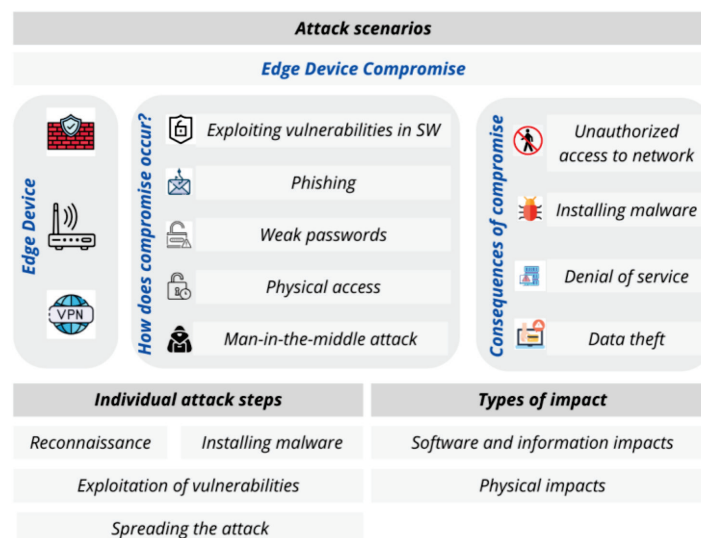 Attack scenarios
Edge Device Compromise
Edge Device
VPN
How does compromise occur?
Exploiting vulnerabilities in SW
Phishing
Weak passwords
Physical access
Man-in-the-middle attack
Consequences of compromise
Unauthorized
access to network
Installing malware
Denial of service
Data theft
Individual attack steps
Reconnaissance
Installing malware
Exploitation of vulnerabilities
Spreading the attack
Types of impact
Software and information impacts
Physical impacts